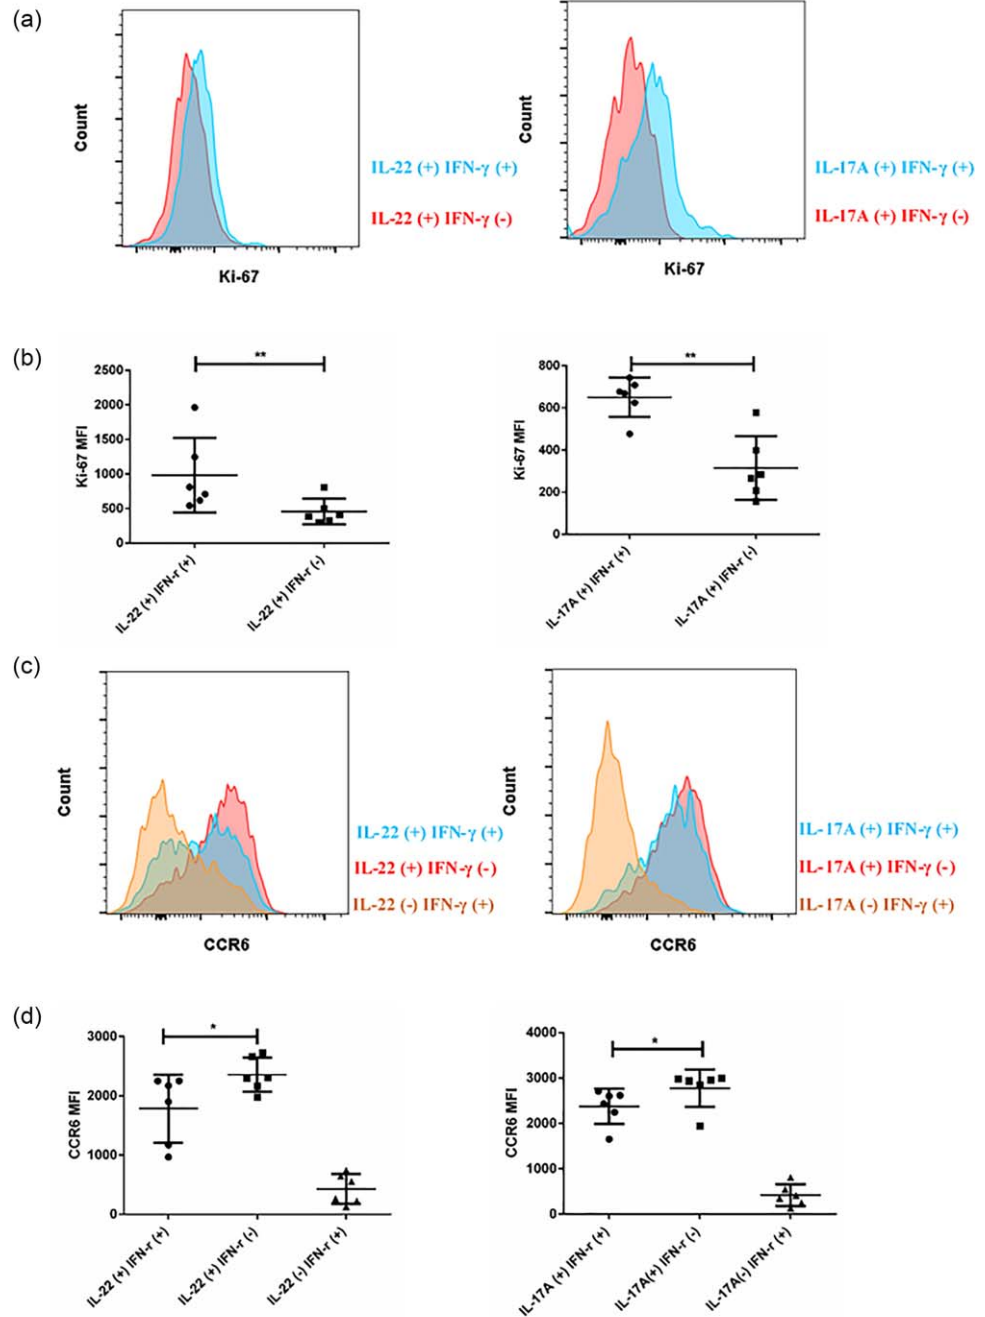 (a)
Count
Ki-67
IL-22 (+) IFN-γ (+)
IL-22 (+) IFN-γ (-)
Count
Ki-67
IL-17A (+) IFN-γ (+)
IL-17A (+) IFN-γ (-)
(b)
Ki-67 MFI
2500
2000
1500
1000
500
0
**
IL-22 (+) IFN-r (+)
IL-22 (+) IFN-r (-)
Ki-67 MFI
800
600
400
200
0
**
IL-17A (+) IFN-r (+)
IL-17A (+) IFN-r (-)
(c)
Count
CCR6
IL-22 (+) IFN-γ (+)
IL-22 (+) IFN-γ (-)
IL-22 (-) IFN-γ (+)
Count
CCR6
IL-17A (+) IFN-γ (+)
IL-17A (+) IFN-γ (-)
IL-17A (-) IFN-γ (+)
(d)
CCR6 MFI
3000
2000
1000
0
*
IL-22 (+) IFN-r (+)
IL-22 (+) IFN-r (-)
IL-22 (-) IFN-r (+)
CCR6 MFI
4000
3000
2000
1000
0
*
IL-17A (+) IFN-r (+)
IL-17A(+) IFN-r (-)
IL-17A(-) IFN-r (+)